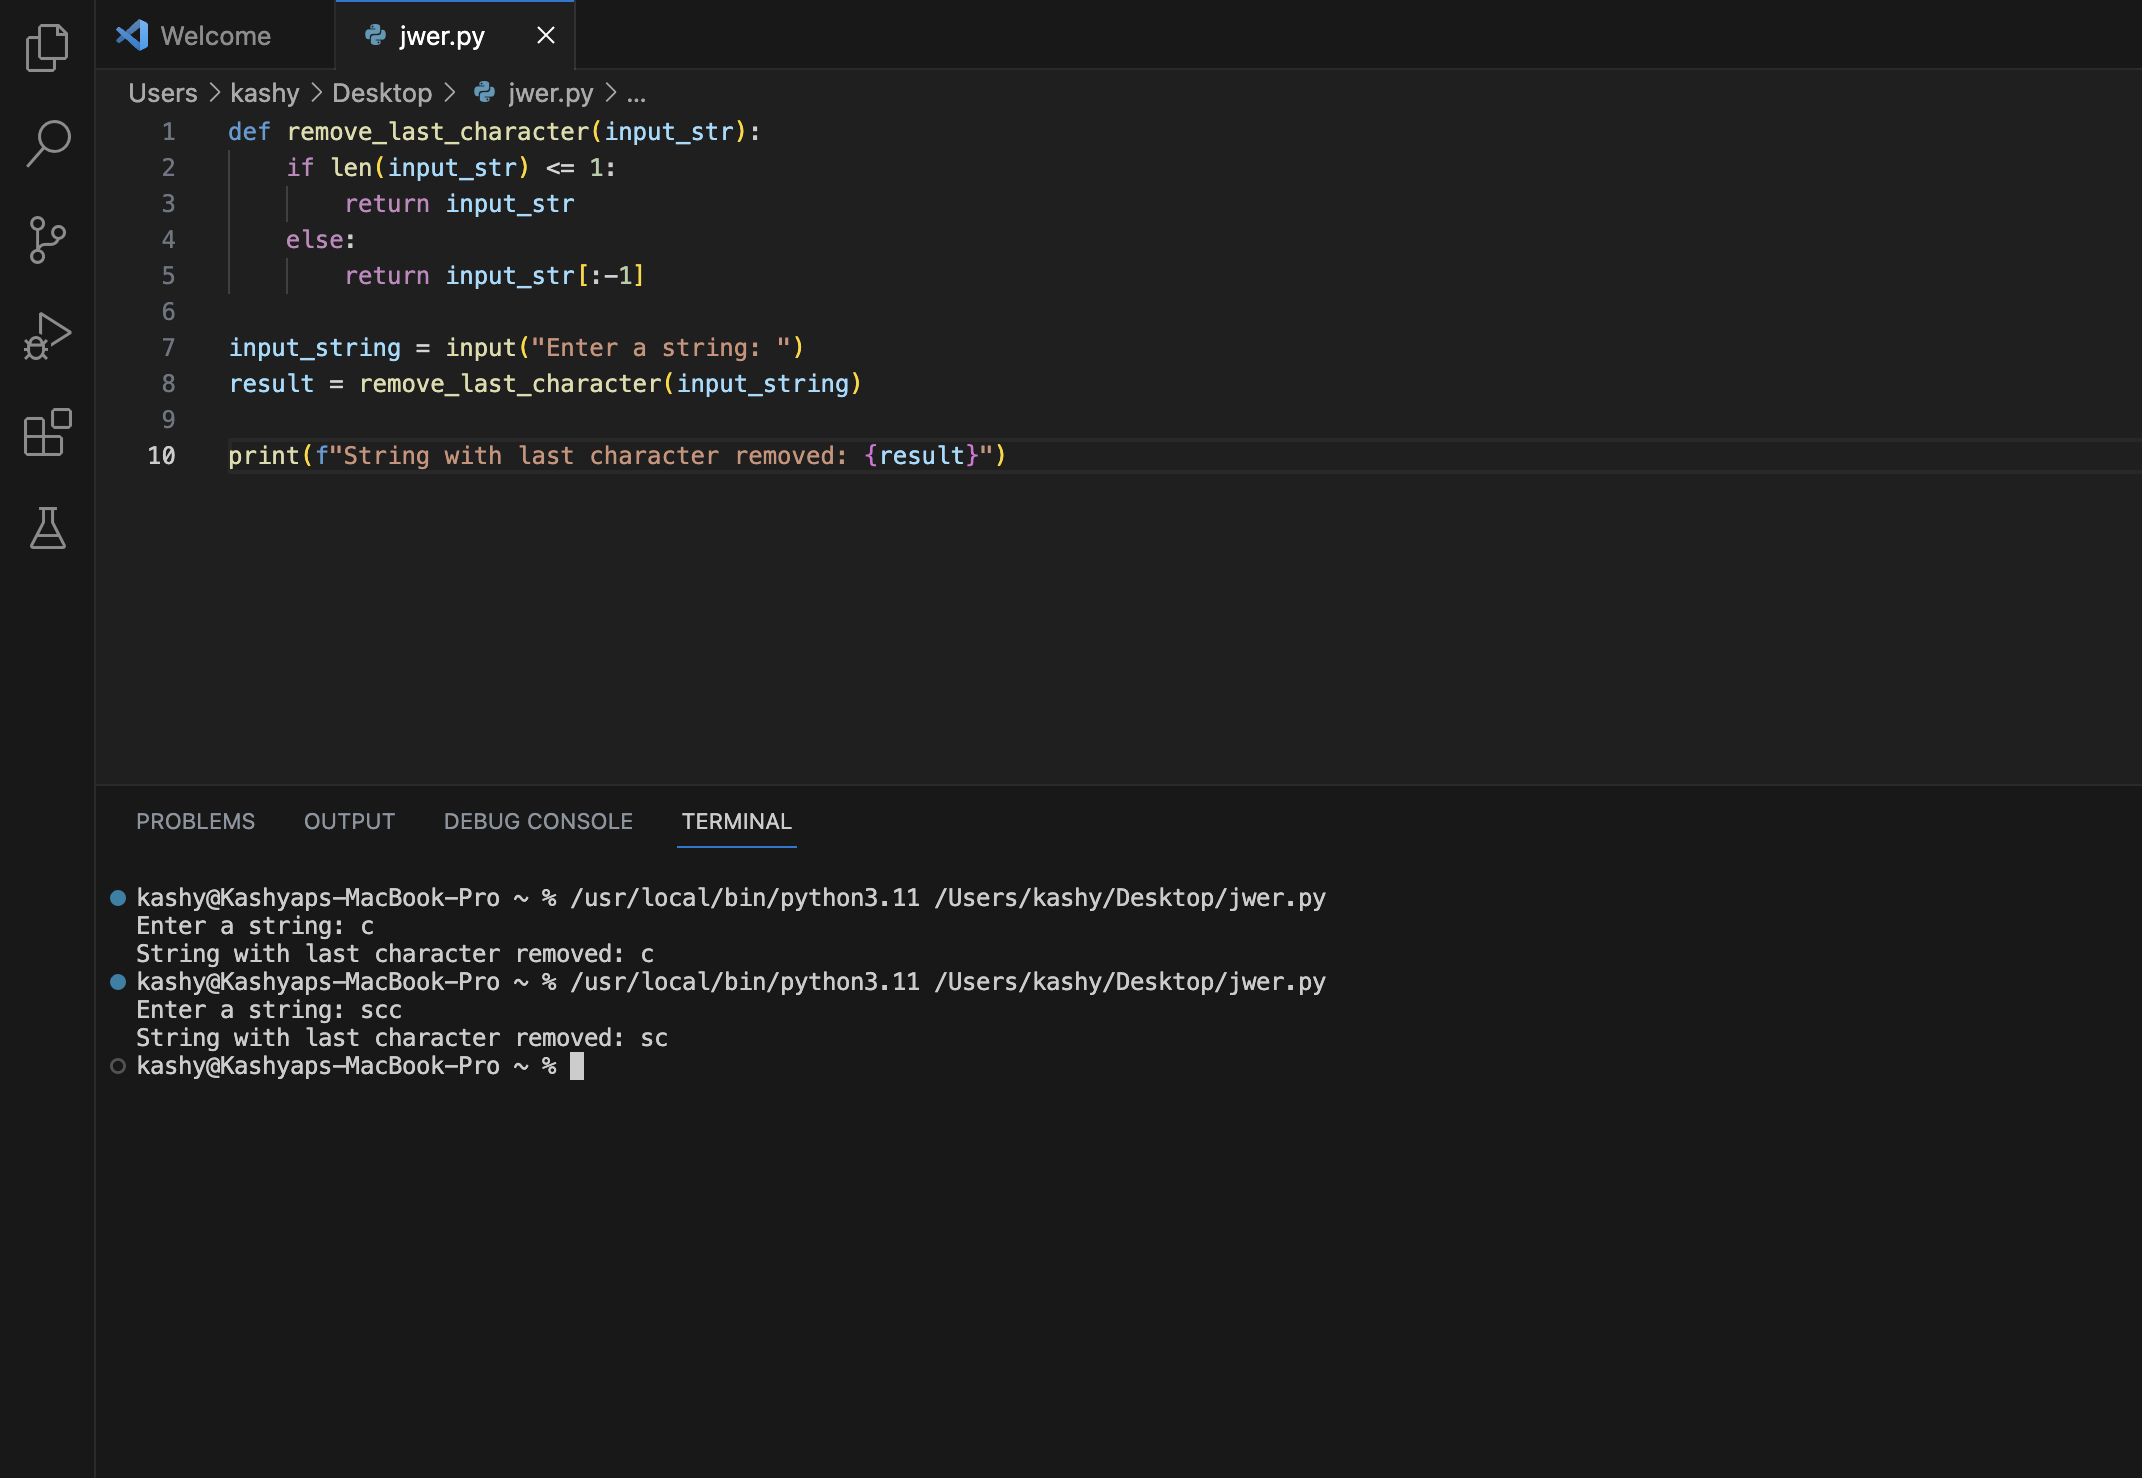 Welcome
jwer.py
Users > kashy > Desktop > jwer.py > ...
1 def remove_last_character(input_str):
2     if len(input_str) <= 1:
3         return input_str
4     else:
5         return input_str[:-1]
6
7 input_string = input("Enter a string: ")
8 result = remove_last_character(input_string)
9
10 print(f"String with last character removed: {result}")
PROBLEMS OUTPUT DEBUG CONSOLE TERMINAL
kashy@Kashyaps-MacBook-Pro ~ % /usr/local/bin/python3.11 /Users/kashy/Desktop/jwer.py
Enter a string: c
String with last character removed: c
kashy@Kashyaps-MacBook-Pro ~ % /usr/local/bin/python3.11 /Users/kashy/Desktop/jwer.py
Enter a string: scc
String with last character removed: sc
kashy@Kashyaps-MacBook-Pro ~ %